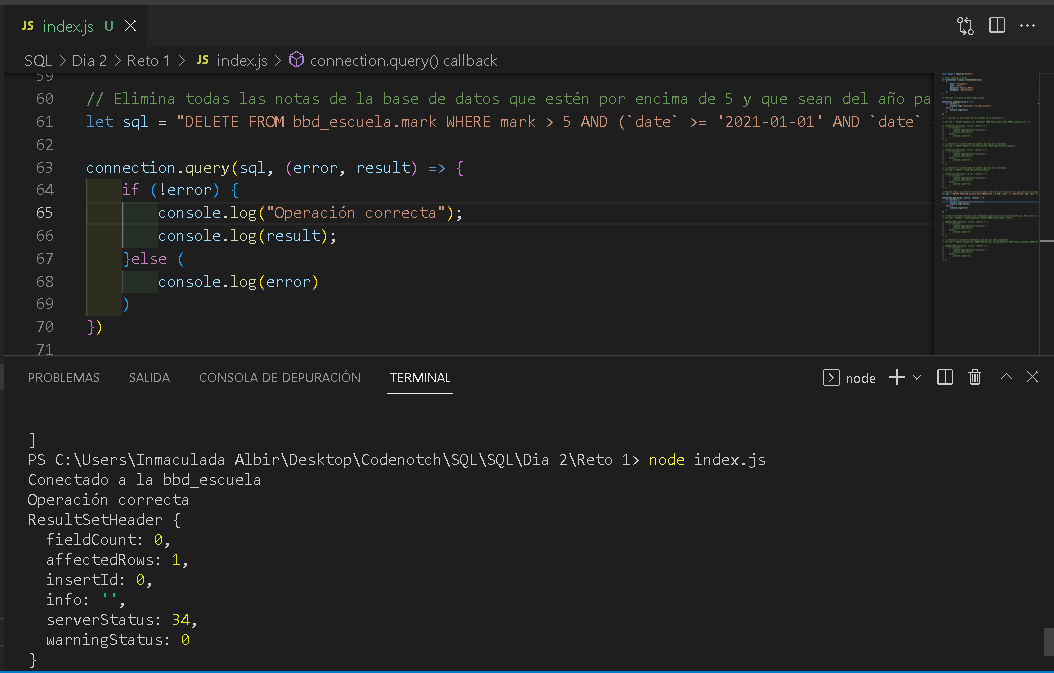 JS index.js U
SQL > Dia 2 > Reto 1 > JS index.js > connection.query() callback
59
60 // Elimina todas las notas de la base de datos que estén por encima de 5 y que sean del año pa
61 let sql = "DELETE FROM bbd_escuela.mark WHERE mark > 5 AND (`date` >= '2021-01-01' AND `date`
62
63 connection.query(sql, (error, result) => {
64 if (!error) {
65 console.log("Operación correcta");
66 console.log(result);
67 }else (
68 console.log(error)
69 )
70 })
71
PROBLEMAS SALIDA CONSOLA DE DEPURACIÓN TERMINAL node
]
PS C:\Users\Inmaculada Albir\Desktop\Codenotch\SQL\SQL\Dia 2\Reto 1> node index.js
Conectado a la bbd_escuela
Operación correcta
ResultSetHeader {
fieldCount: 0,
affectedRows: 1,
insertId: 0,
info: '',
serverStatus: 34,
warningStatus: 0
}